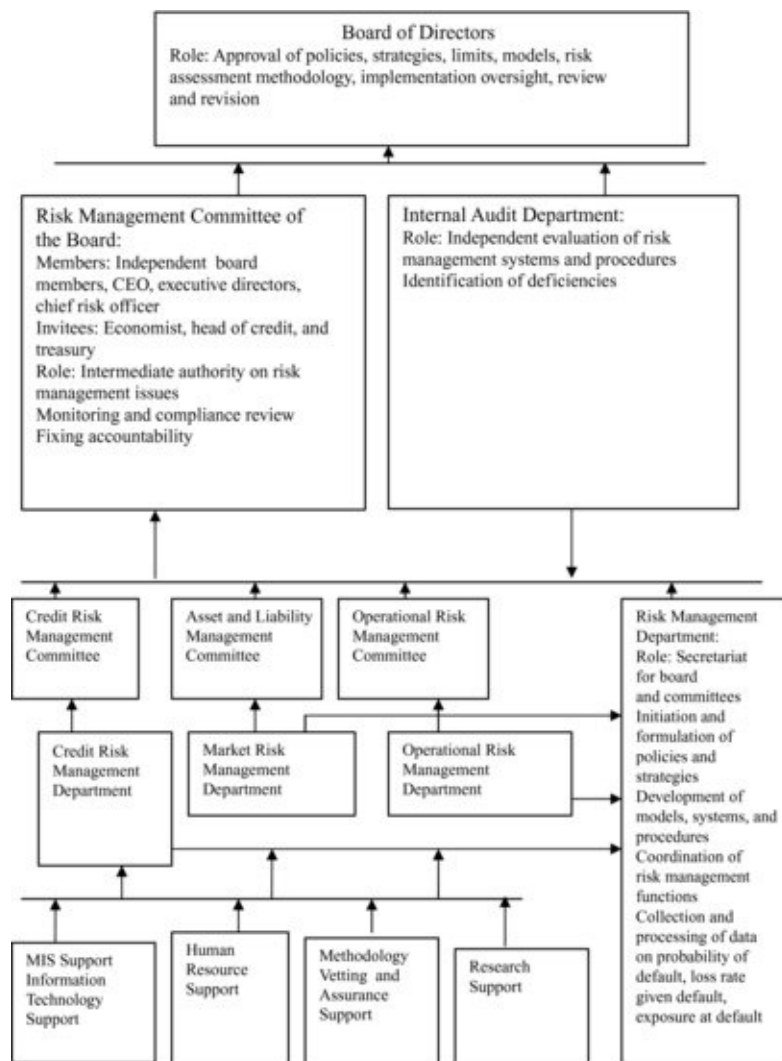 Board of Directors
Role: Approval of policies, strategies, limits, models, risk
assessment methodology, implementation oversight, review
and revision
Risk Management Committee of
the Board:
Members: Independent board
members, CEO, executive directors,
chief risk officer
Invitees: Economist, head of credit, and
treasury
Role: Intermediate authority on risk
management issues
Monitoring and compliance review
Fixing accountability
Internal Audit Department:
Role: Independent evaluation of risk
management systems and procedures
Identification of deficiencies
Credit Risk
Management
Committee
Asset and Liability
Management
Committee
Operational Risk
Management
Committee
Risk Management
Department:
Role: Secretariat
for board
and committees
Initiation and
formulation of
policies and
strategies
Development of
models, systems, and
procedures
Coordination of
risk management
functions
Collection and
processing of data
on probability of
default, loss rate
given default,
exposure at default
Credit Risk
Management
Department
Market Risk
Management
Department
Operational Risk
Management
Department
MIS Support
Information
Technology
Support
Human
Resource
Support
Methodology
Vetting and
Assurance
Support
Research
Support